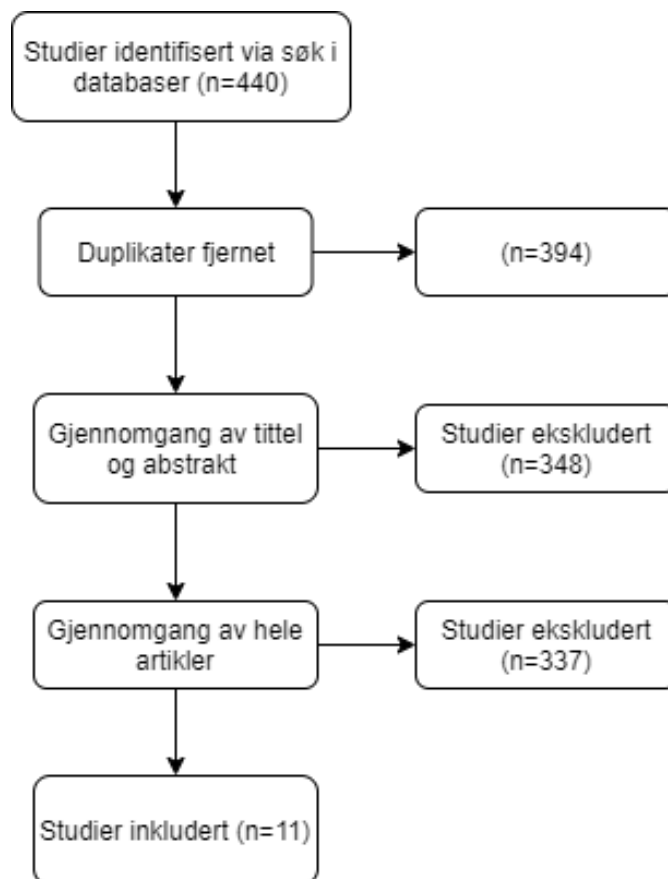 Studier identifisert via søk i
databaser (n=440)
Duplikater fjernet
(n=394)
Gjennomgang av tittel
og abstrakt
Studier ekskludert
(n=348)
Gjennomgang av hele
artikler
Studier ekskludert
(n=337)
Studier inkludert (n=11)